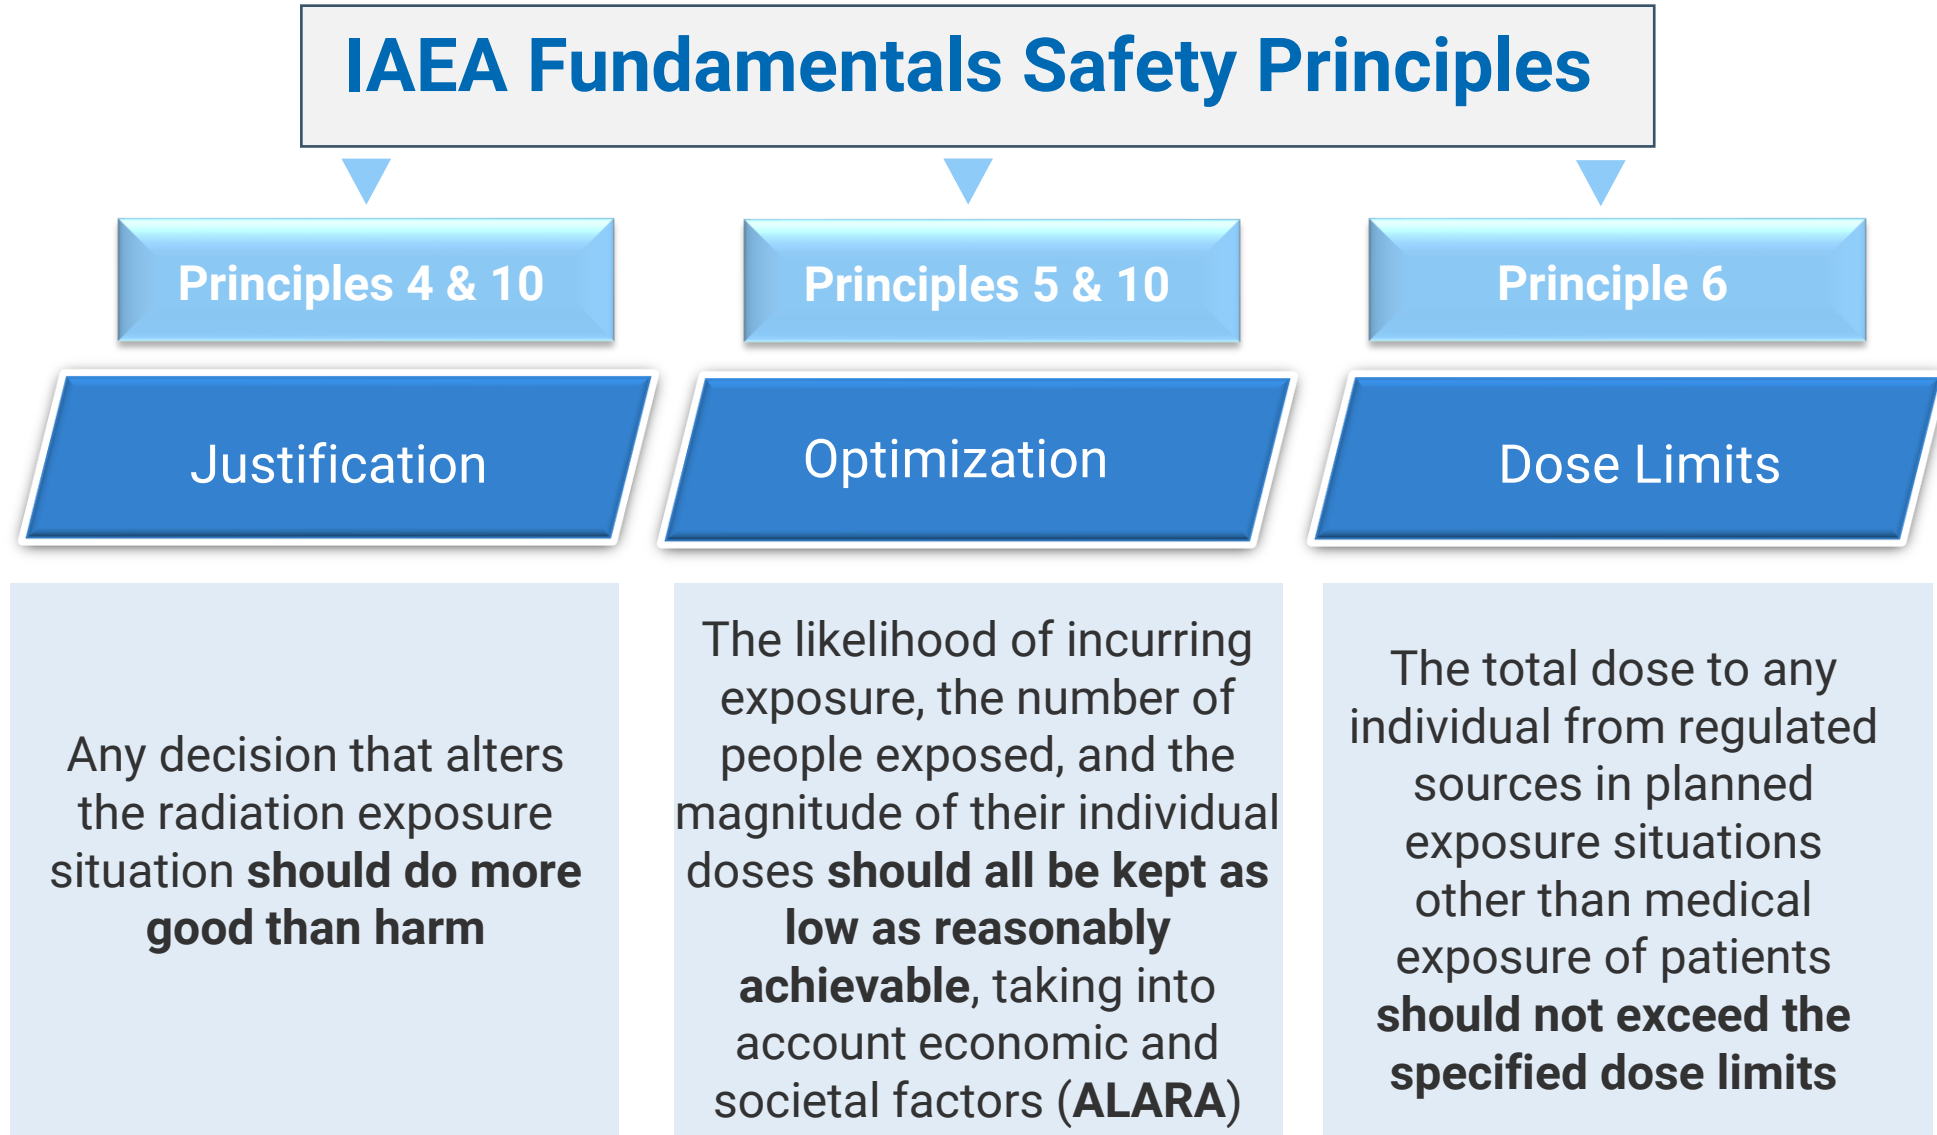 IAEA Fundamentals Safety Principles
Principles 4 & 10
Justification
Any decision that alters
the radiation exposure
situation should do more
good than harm
Principles 5 & 10
Optimization
The likelihood of incurring
exposure, the number of
people exposed, and the
magnitude of their individual
doses should all be kept as
low as reasonably
achievable, taking into
account economic and
societal factors (ALARA)
Principle 6
Dose Limits
The total dose to any
individual from regulated
sources in planned
exposure situations
other than medical
exposure of patients
should not exceed the
specified dose limits